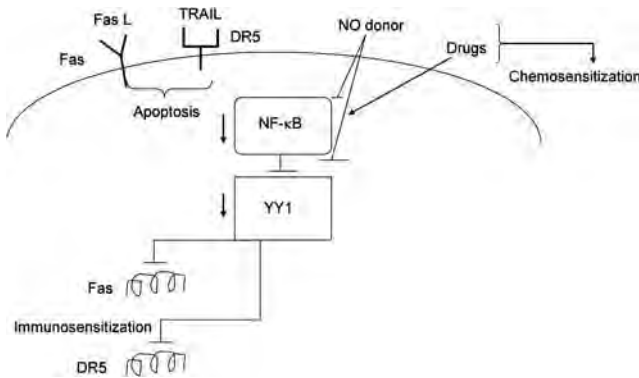 Fas L
TRAIL
Fas
DR5
NO donor
Drugs
Chemosensitization
Apoptosis
NF-κB
YY1
Fas
Immunosensitization
DR5